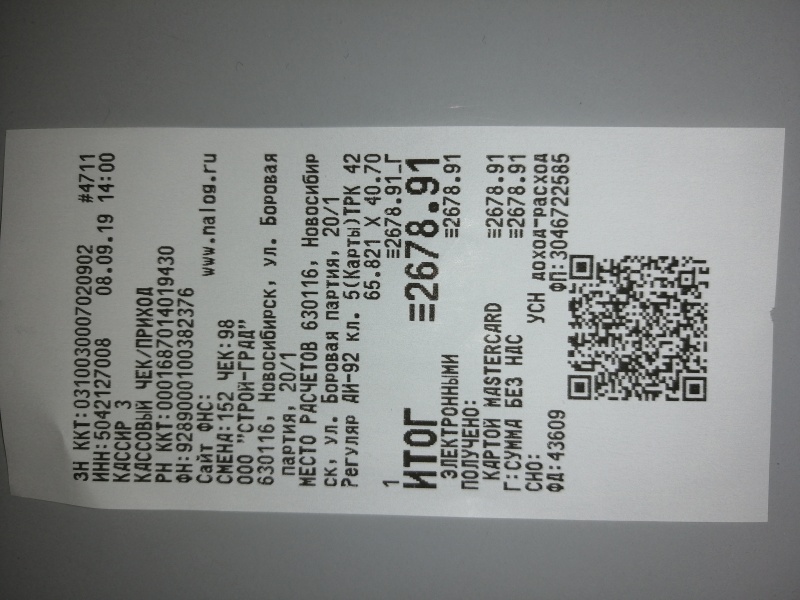 ЗН ККТ:0310030007020902 #4711
ИНН:5042127008 08.09.19 14:00
КАССИР 3
КАССОВЫЙ ЧЕК/ПРИХОД
РН ККТ:0001687014019430
ФН:9289000100382376
Сайт ФНС: www.nalog.ru
СМЕНА:152 ЧЕК:98
ООО "СТРОЙ-ГРАД"
630116, Новосибирск, ул. Боровая
партия, 20/1
МЕСТО РАСЧЕТОВ 630116, Новосибир
ск, ул. Боровая партия, 20/1
Регуляр АИ-92 кл. 5(Карты)ТРК 42
65.821 X 40.70
1 ≡2678.91_Г
ИТОГ ≡2678.91
ЭЛЕКТРОННЫМИ ≡2678.91
ПОЛУЧЕНО:
КАРТОЙ MASTERCARD ≡2678.91
Г:СУММА БЕЗ НДС ≡2678.91
СНО: УСН доход-расход
ФД:43609 ФП:3046722585